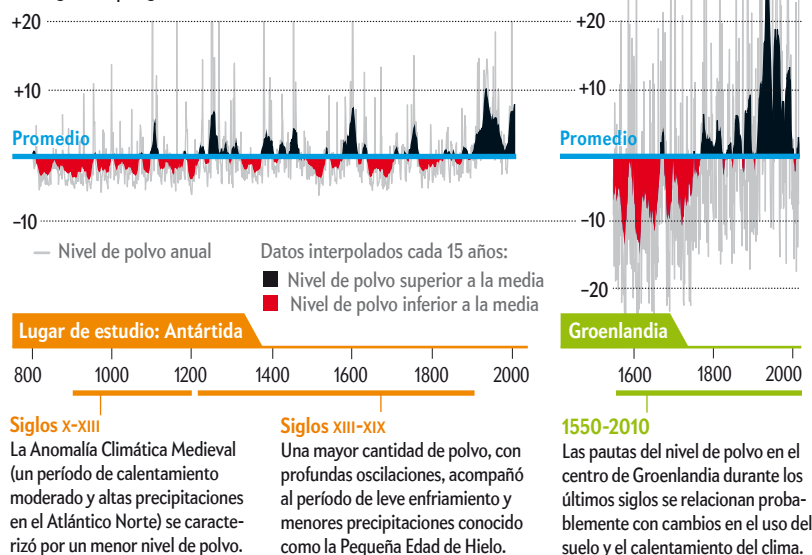 +20
+20
+10
+10
Promedio
Promedio
−10
−10
−20
Nivel de polvo anual
Datos interpolados cada 15 años:
Nivel de polvo superior a la media
Nivel de polvo inferior a la media
Lugar de estudio: Antártida
Groenlandia
800 1000 1200 1400 1600 1800 2000
1600 1800 2000
Siglos X-XIII
La Anomalía Climática Medieval
(un período de calentamiento
moderado y altas precipitaciones
en el Atlántico Norte) se caracte-
rizó por un menor nivel de polvo.
Siglos XIII-XIX
Una mayor cantidad de polvo, con
profundas oscilaciones, acompañó
al período de leve enfriamiento y
menores precipitaciones conocido
como la Pequeña Edad de Hielo.
1550-2010
Las pautas del nivel de polvo en el
centro de Groenlandia durante los
últimos siglos se relacionan proba-
blemente con cambios en el uso del
suelo y el calentamiento del clima.